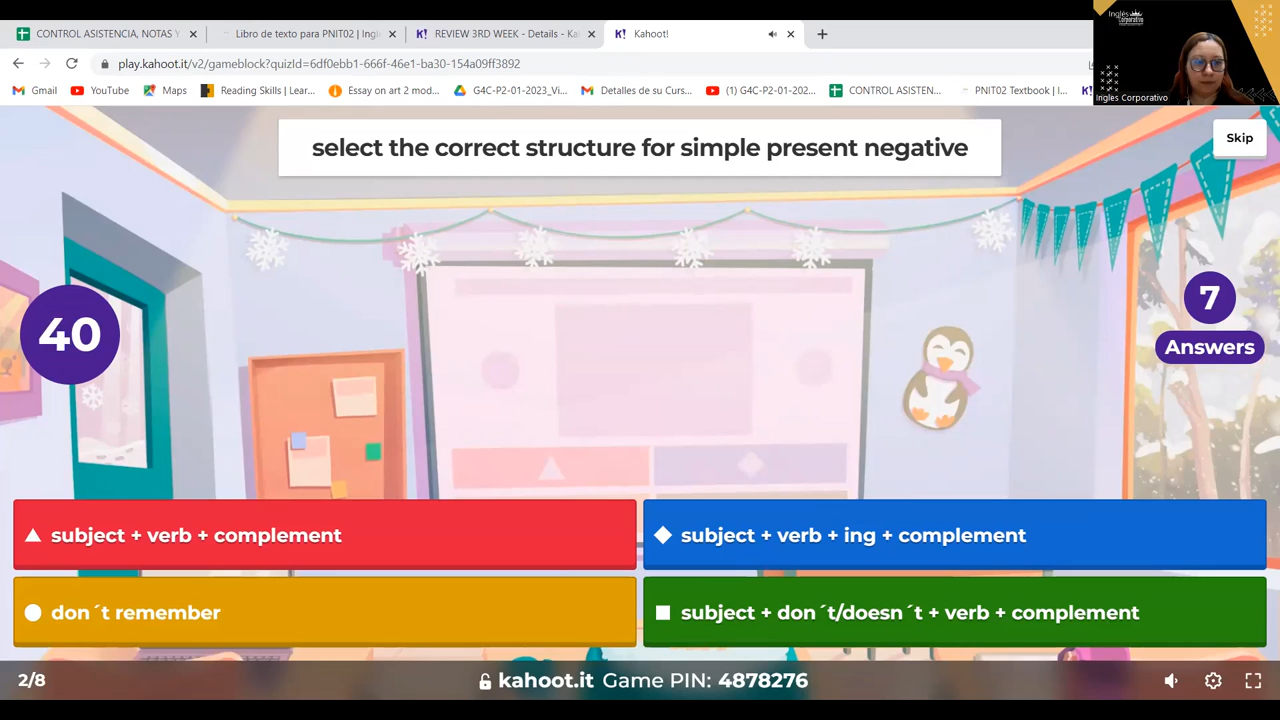 CONTROL ASISTENCIA, NOTAS Y
Libro de texto para PNIT02 | Ingl
REVIEW 3RD WEEK - Details - Ka
Kahoot!
play.kahoot.it/v2/gameblock?quizId=6df0ebb1-666f-46e1-ba30-154a09ff3892
Gmail
YouTube
Maps
Reading Skills | Lear...
Essay on art 2 mod...
G4C-P2-01-2023_Vi...
Detalles de su Curs...
(1) G4C-P2-01-202...
CONTROL ASISTEN...
PNIT02 Textbook | I...
Inglés
Corporativo
Ingles Corporativo
select the correct structure for simple present negative
Skip
40
7
Answers
subject + verb + complement
subject + verb + ing + complement
don´t remember
subject + don´t/doesn´t + verb + complement
2/8
kahoot.it Game PIN: 4878276